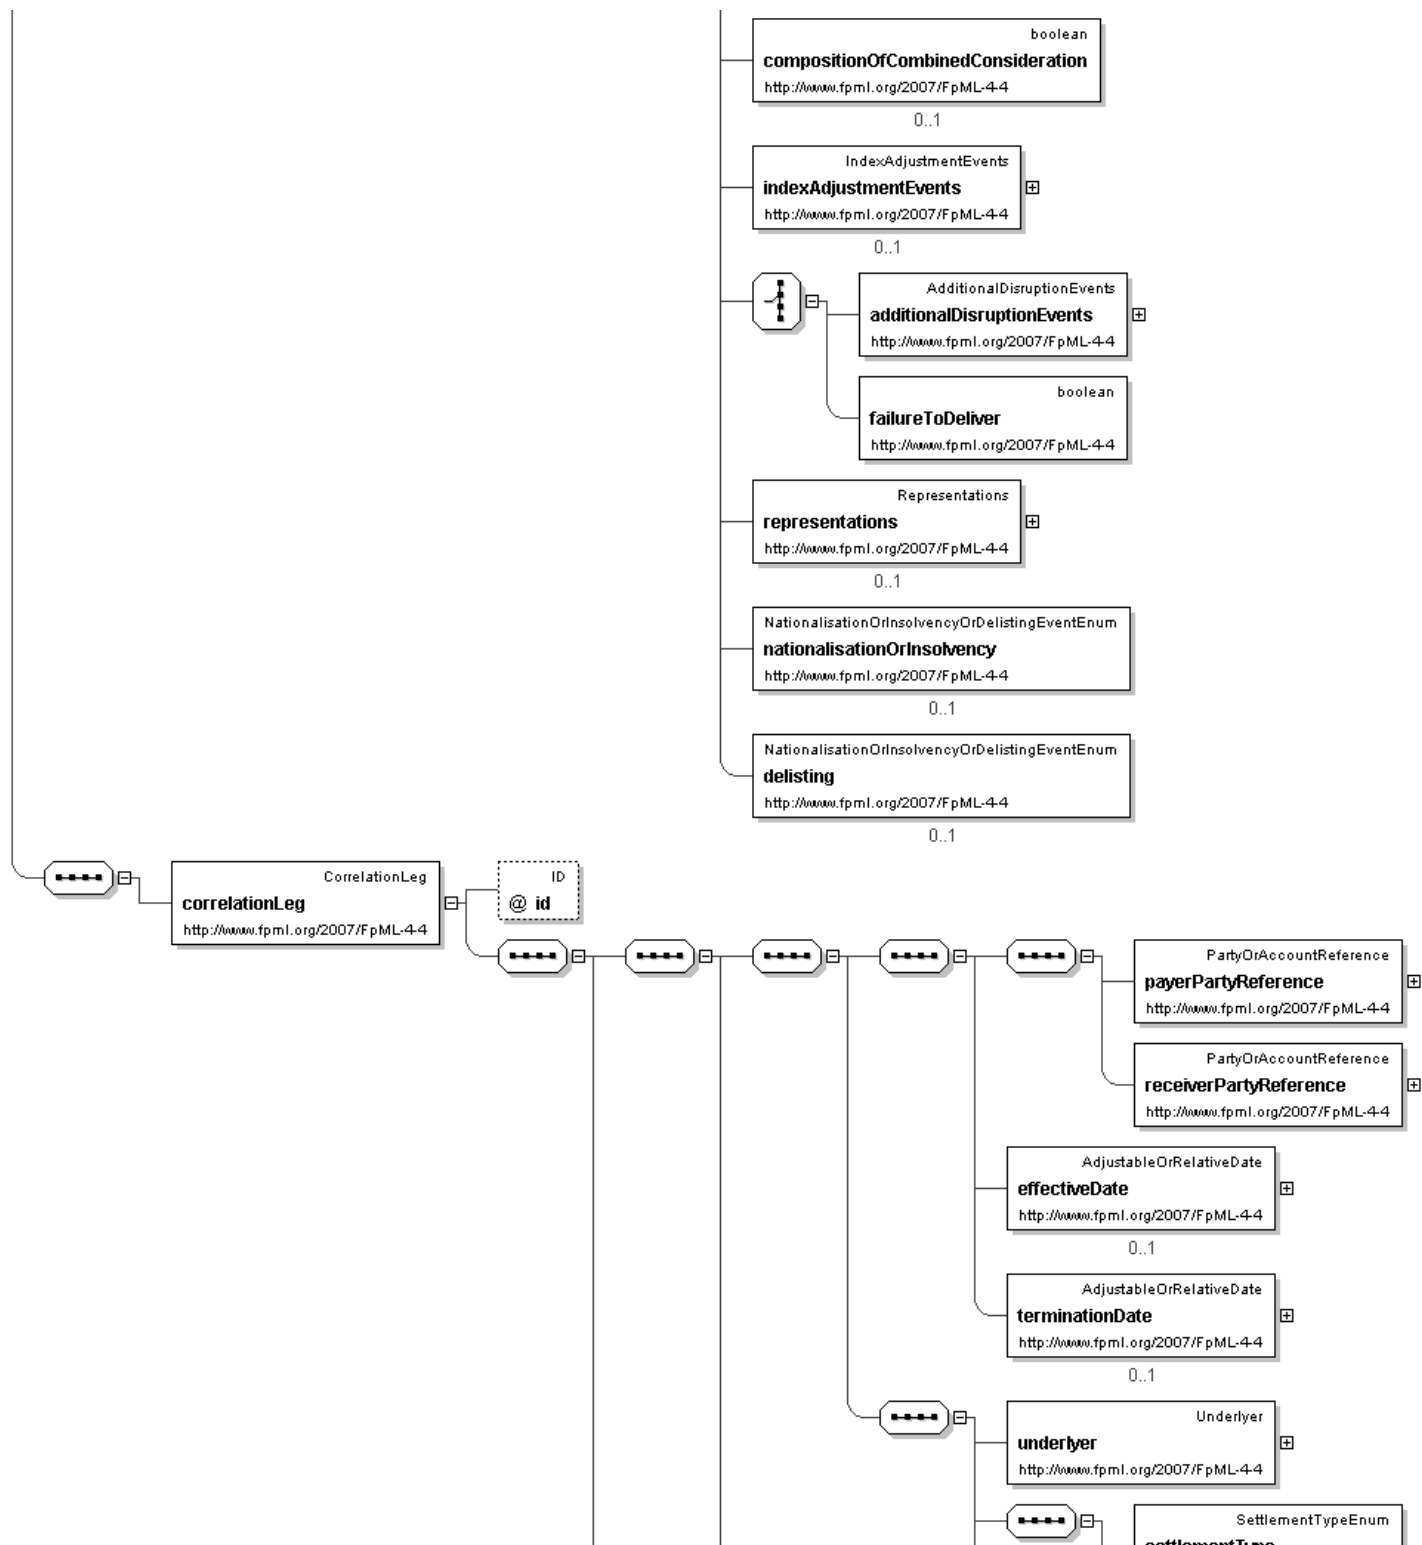 boolean
compositionOfCombinedConsideration
http://www.fpml.org/2007/FpML-4-4
0..1
IndexAdjustmentEvents
indexAdjustmentEvents
http://www.fpml.org/2007/FpML-4-4
0..1
AdditionalDisruptionEvents
additionalDisruptionEvents
http://www.fpml.org/2007/FpML-4-4
boolean
failureToDeliver
http://www.fpml.org/2007/FpML-4-4
Representations
representations
http://www.fpml.org/2007/FpML-4-4
0..1
NationalisationOrInsolvencyOrDelistingEventEnum
nationalisationOrInsolvency
http://www.fpml.org/2007/FpML-4-4
0..1
NationalisationOrInsolvencyOrDelistingEventEnum
delisting
http://www.fpml.org/2007/FpML-4-4
0..1
CorrelationLeg
correlationLeg
http://www.fpml.org/2007/FpML-4-4
ID
@ id
PartyOrAccountReference
payerPartyReference
http://www.fpml.org/2007/FpML-4-4
PartyOrAccountReference
receiverPartyReference
http://www.fpml.org/2007/FpML-4-4
AdjustableOrRelativeDate
effectiveDate
http://www.fpml.org/2007/FpML-4-4
0..1
AdjustableOrRelativeDate
terminationDate
http://www.fpml.org/2007/FpML-4-4
0..1
Underlyer
underlyer
http://www.fpml.org/2007/FpML-4-4
SettlementTypeEnum
settlementType